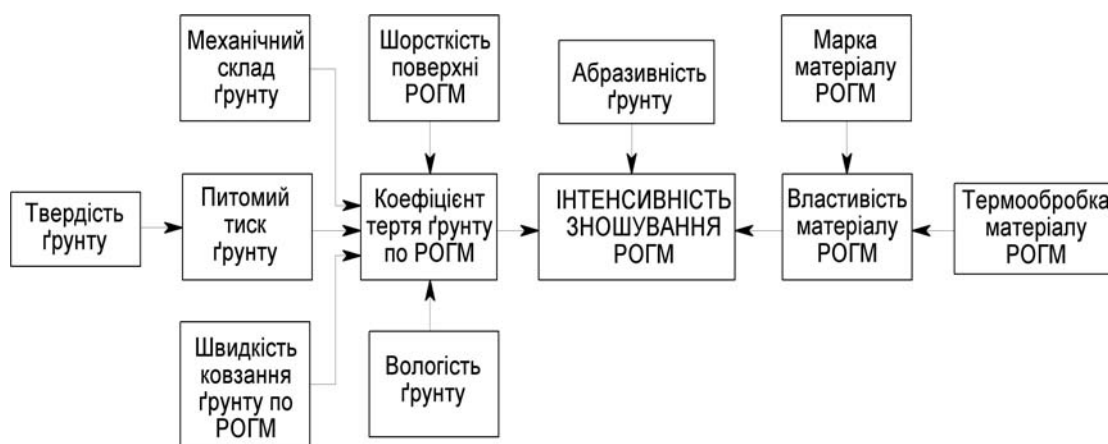 Механічний
склад
ґрунту
Шорсткість
поверхні
РОГМ
Абразивність
ґрунту
Марка
матеріалу
РОГМ
Твердість
ґрунту
Питомий
тиск
ґрунту
Коефіцієнт
тертя ґрунту
по РОГМ
ІНТЕНСИВНІСТЬ
ЗНОШУВАННЯ
РОГМ
Властивість
матеріалу
РОГМ
Термообробка
матеріалу
РОГМ
Швидкість
ковзання
ґрунту по
РОГМ
Вологість
ґрунту